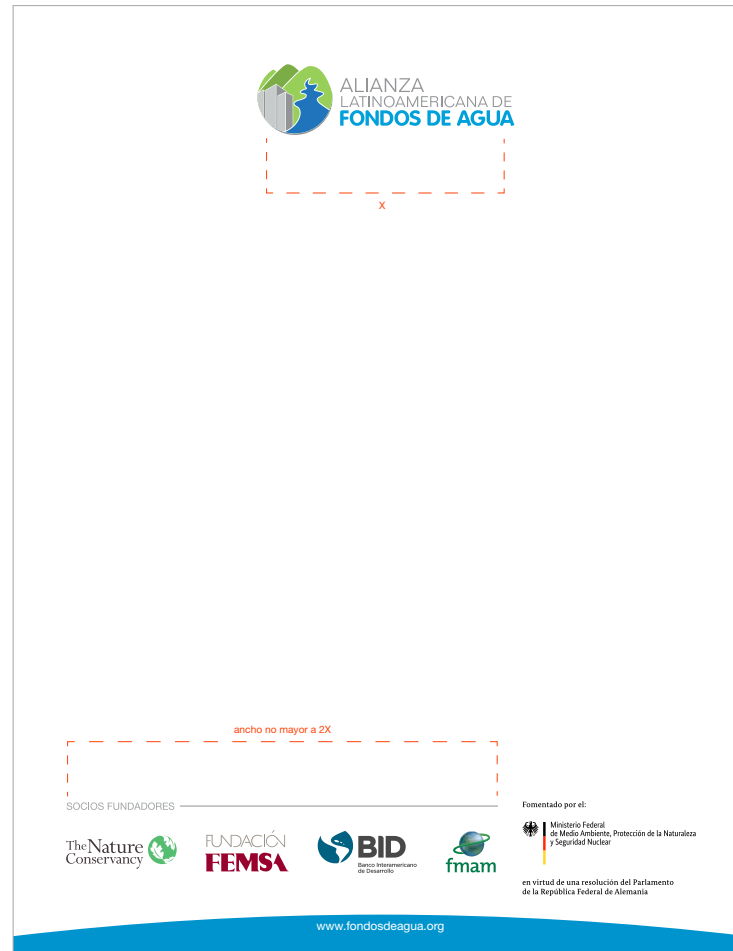 ALIANZA
LATINOAMERICANA DE
FONDOS DE AGUA
X
ancho no mayor a 2X
SOCIOS FUNDADORES
The Nature
Conservancy
FUNDACIÓN
FEMSA
BID
Banco Interamericano
de Desarrollo
fmam
Fomentado por el:
Ministerio Federal
de Medio Ambiente, Protección de la Naturaleza
y Seguridad Nuclear
en virtud de una resolución del Parlamento
de la República Federal de Alemania
www.fondosdeagua.org